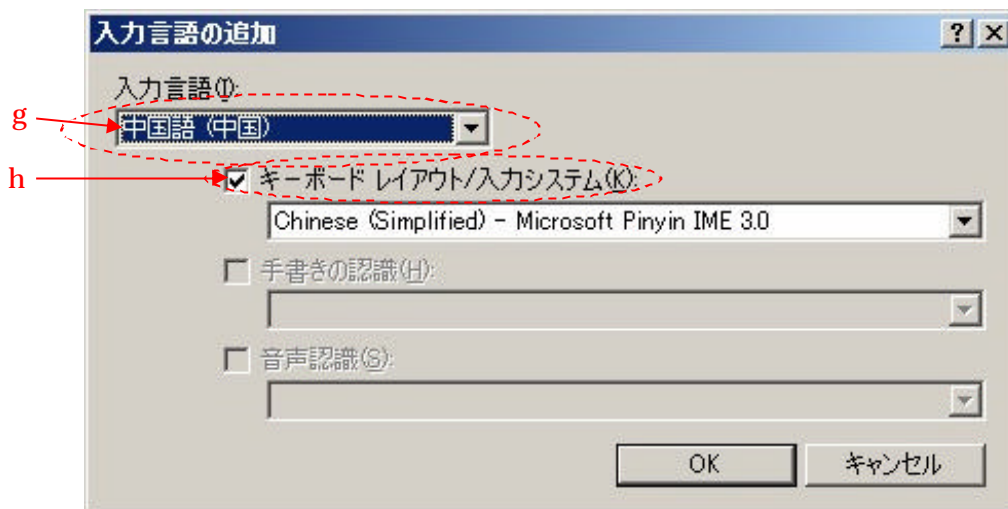 入力言語の追加
入力言語(I):
g
中国語 (中国)
h
キーボード レイアウト/入力システム(K):
Chinese (Simplified) - Microsoft Pinyin IME 3.0
手書きの認識(H):
音声認識(S):
OK キャンセル